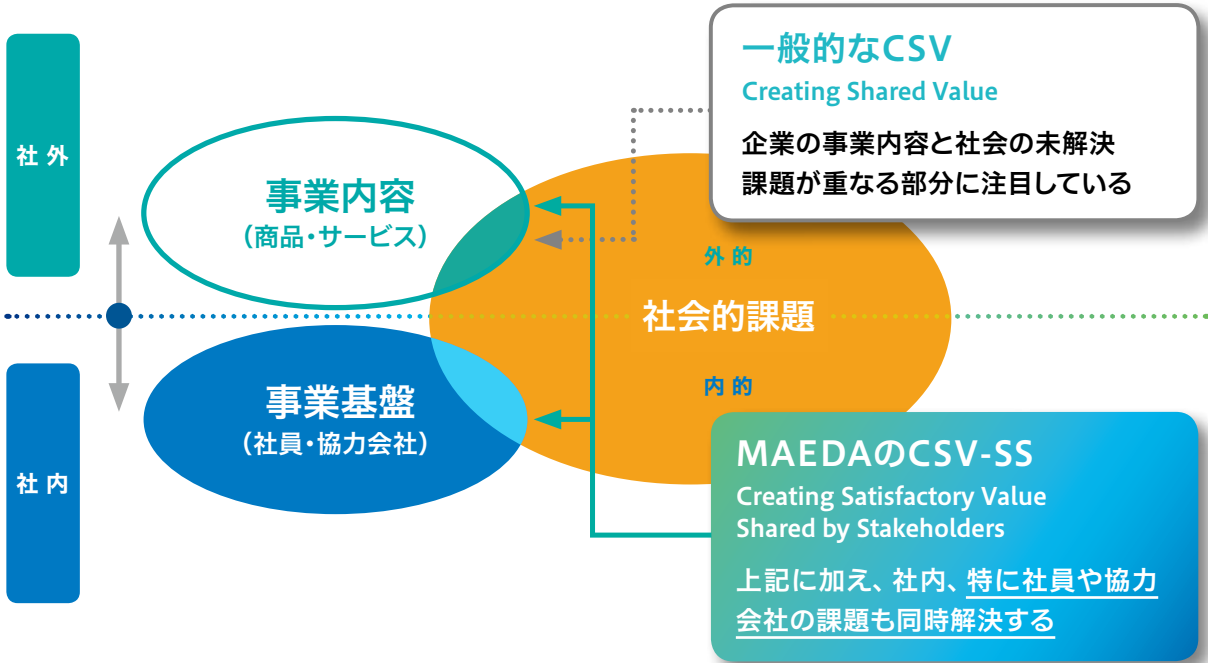 社外
事業内容
（商品・サービス）
一般的なCSV
Creating Shared Value
企業の事業内容と社会の未解決
課題が重なる部分に注目している
外的
社会的課題
内的
社内
事業基盤
（社員・協力会社）
MAEDAのCSV-SS
Creating Satisfactory Value
Shared by Stakeholders
上記に加え、社内、特に社員や協力
会社の課題も同時解決する